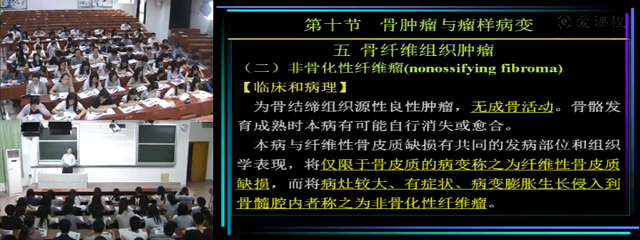 第十节 骨肿瘤与瘤样病变
爱课程
五 骨纤维组织肿瘤
（二）非骨化性纤维瘤(nonossifying fibroma)
【临床和病理】
为骨结缔组织源性良性肿瘤，无成骨活动。骨骼发
育成熟时本病有可能自行消失或愈合。
本病与纤维性骨皮质缺损有共同的发病部位和组织
学表现，将仅限于骨皮质的病变称之为纤维性骨皮质
缺损，而将病灶较大、有症状、病变膨胀生长侵入到
骨髓腔内者称之为非骨化性纤维瘤。